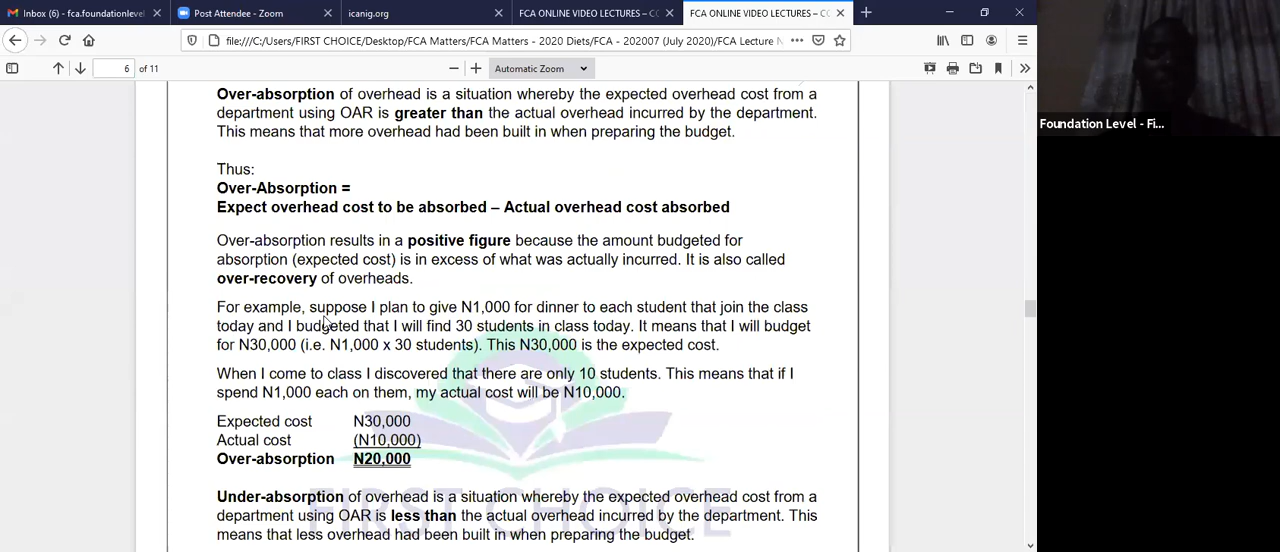 Inbox (6) - fca.foundationlevel
Post Attendee - Zoom
icanig.org
FCA ONLINE VIDEO LECTURES – CC
FCA ONLINE VIDEO LECTURES – CC
file:///C:/Users/FIRST CHOICE/Desktop/FCA Matters/FCA Matters - 2020 Diets/FCA - 202007 (July 2020)/FCA Lecture N
6 of 11
Automatic Zoom
Foundation Level - Fi...
Over-absorption of overhead is a situation whereby the expected overhead cost from a
department using OAR is greater than the actual overhead incurred by the department.
This means that more overhead had been built in when preparing the budget.
Thus:
Over-Absorption =
Expect overhead cost to be absorbed – Actual overhead cost absorbed
Over-absorption results in a positive figure because the amount budgeted for
absorption (expected cost) is in excess of what was actually incurred. It is also called
over-recovery of overheads.
For example, suppose I plan to give N1,000 for dinner to each student that join the class
today and I budgeted that I will find 30 students in class today. It means that I will budget
for N30,000 (i.e. N1,000 x 30 students). This N30,000 is the expected cost.
When I come to class I discovered that there are only 10 students. This means that if I
spend N1,000 each on them, my actual cost will be N10,000.
Expected cost N30,000
Actual cost (N10,000)
Over-absorption N20,000
Under-absorption of overhead is a situation whereby the expected overhead cost from a
department using OAR is less than the actual overhead incurred by the department. This
means that less overhead had been built in when preparing the budget.
FIRST CHOICE